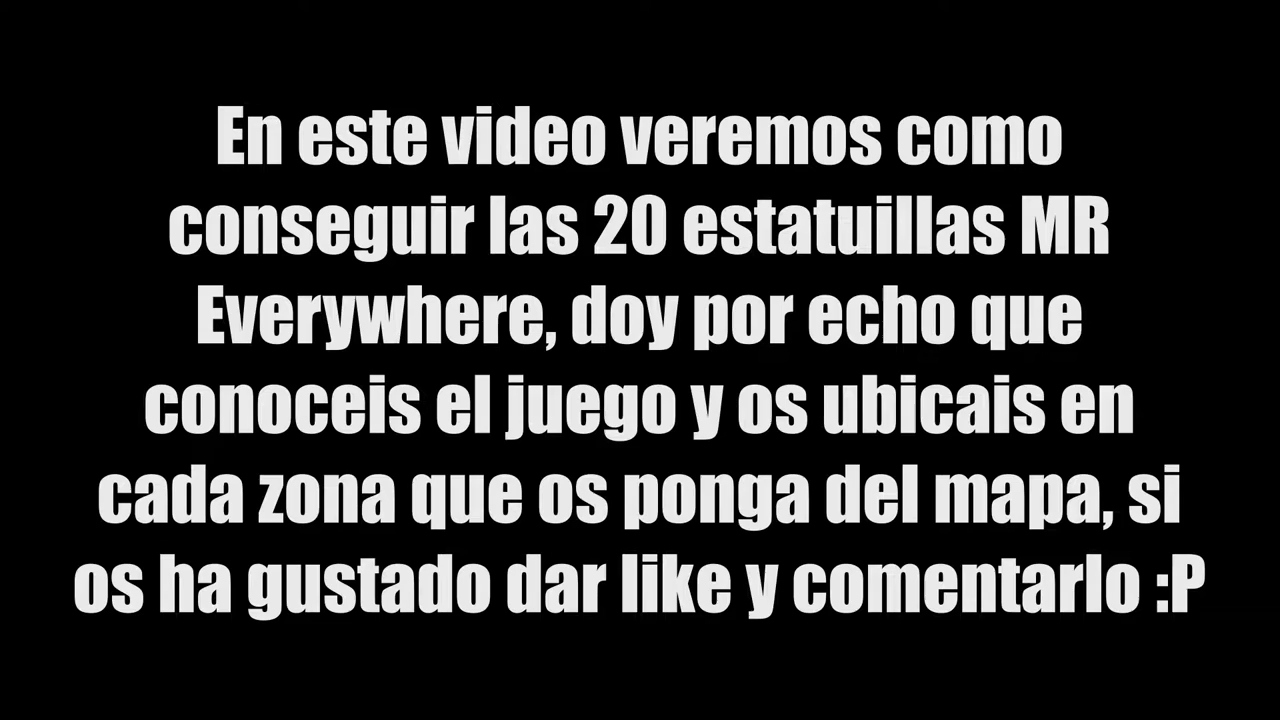 En este video veremos como
conseguir las 20 estatuillas MR
Everywhere, doy por echo que
conoceis el juego y os ubicais en
cada zona que os ponga del mapa, si
os ha gustado dar like y comentarlo :P